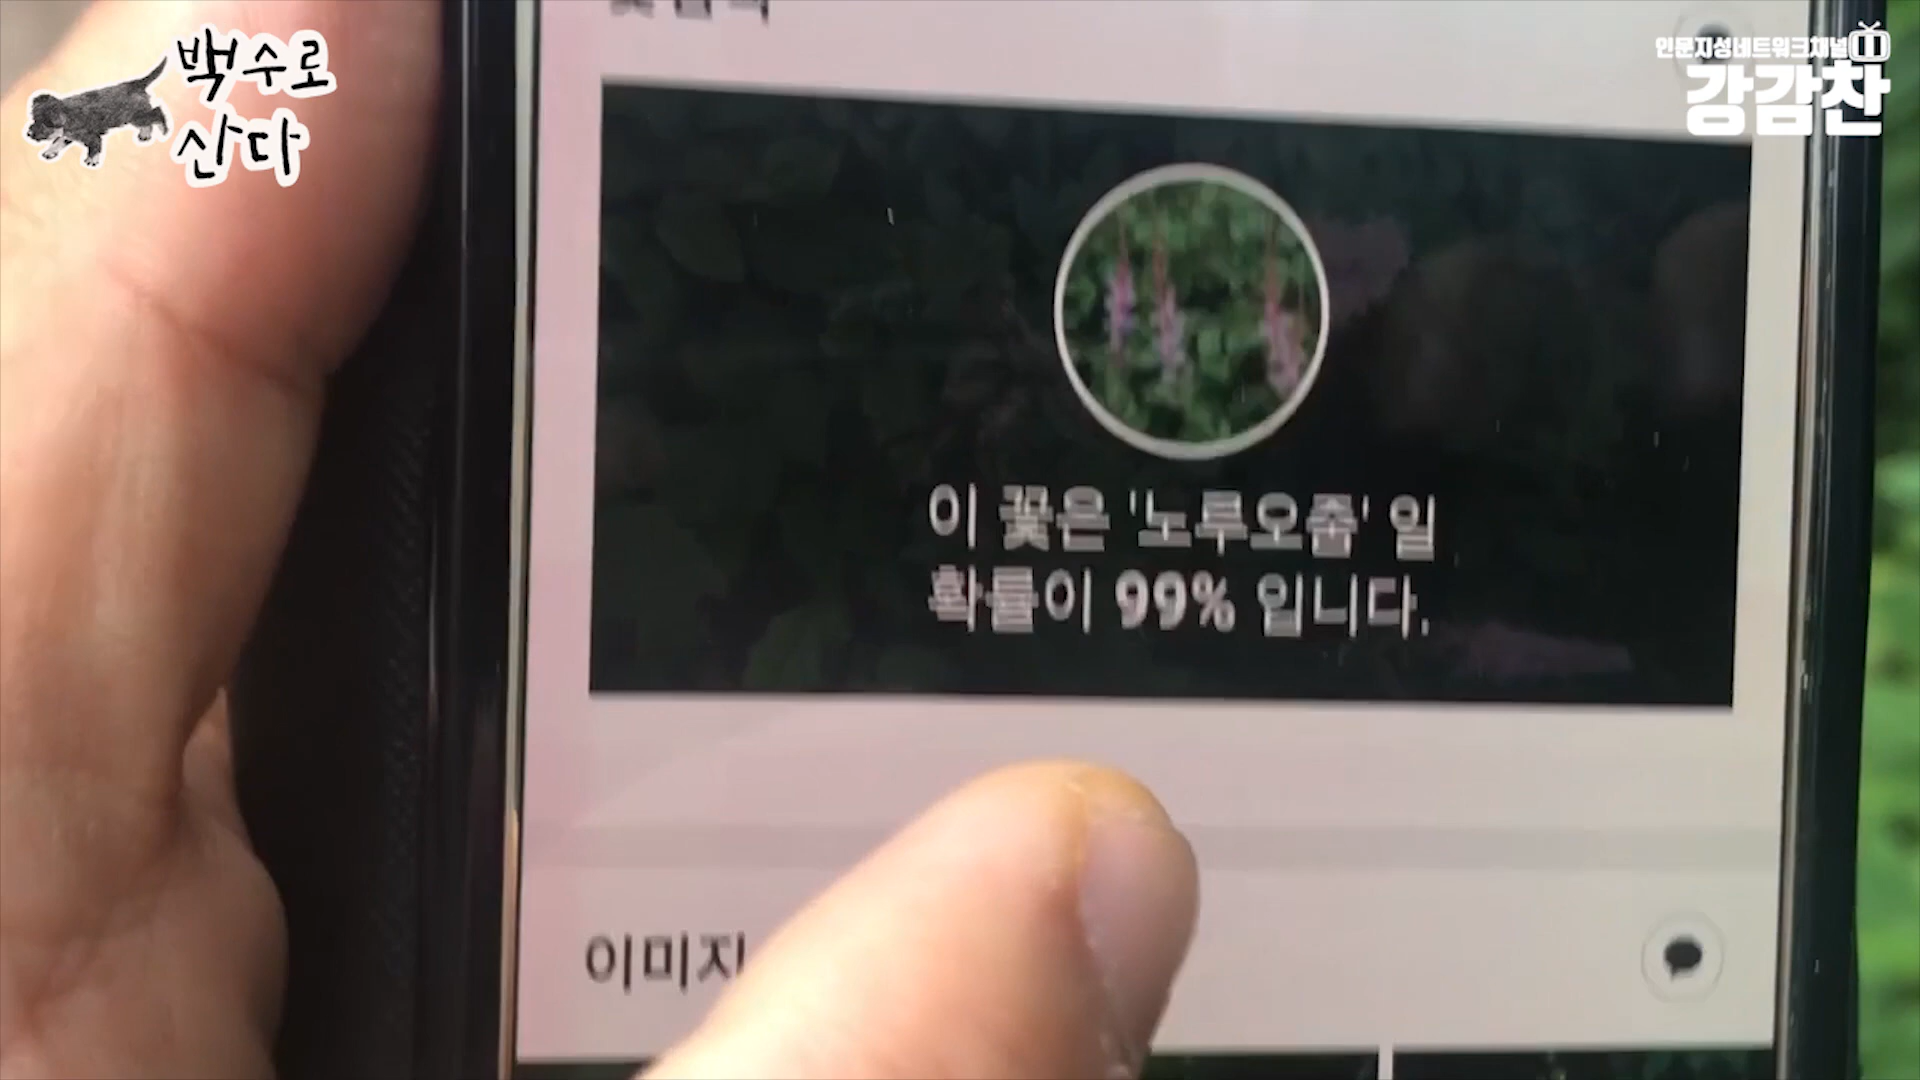 백수로
산다
인문지성네트워크채널
강감찬
이 꽃은 '노루오줌' 일
확률이 99% 입니다.
이미지